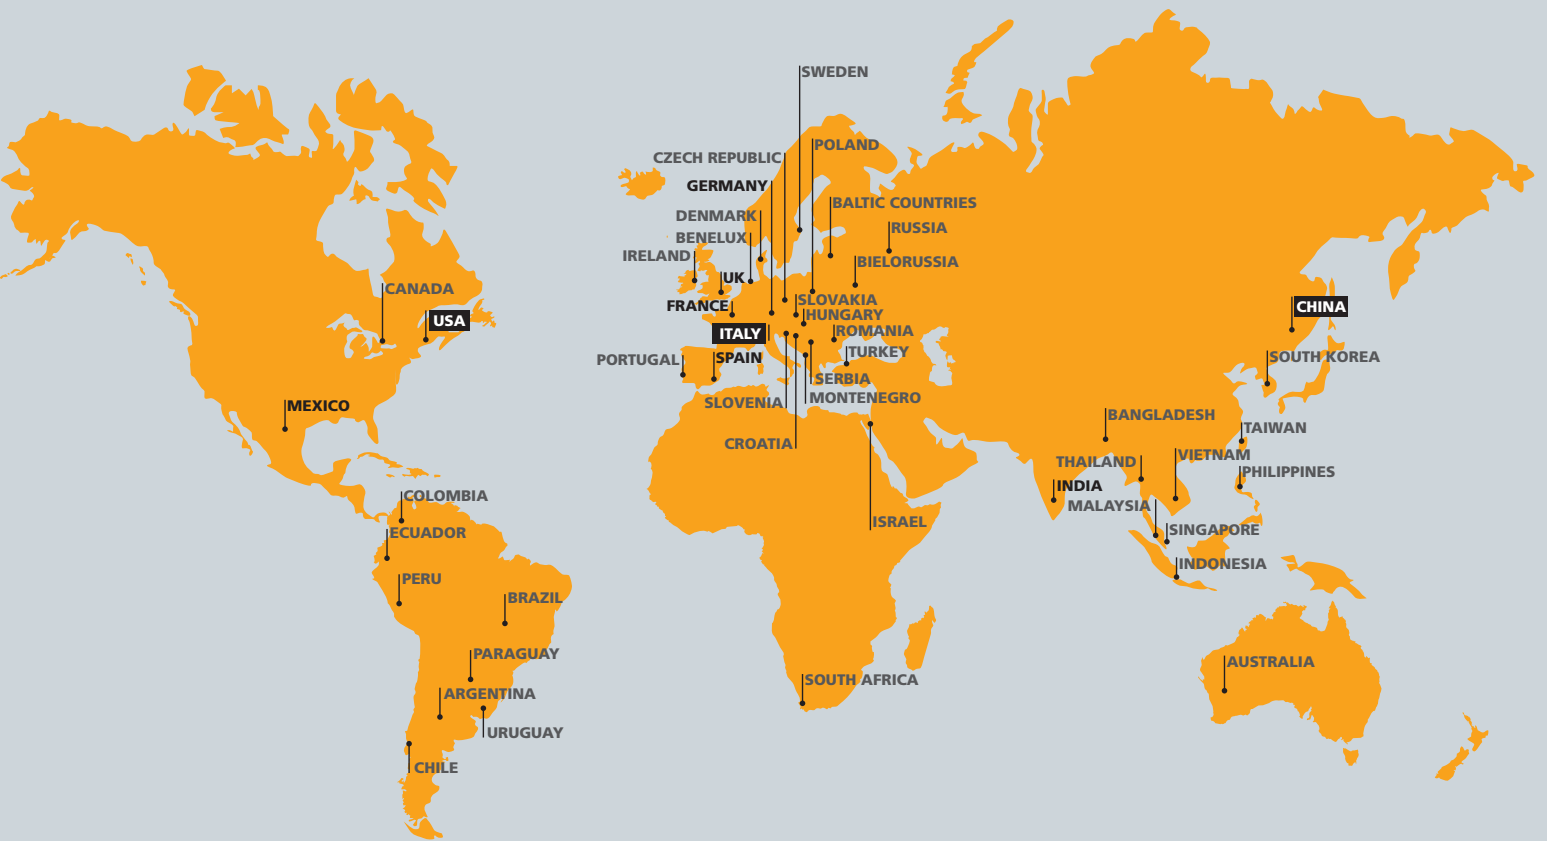 SWEDEN
POLAND
CZECH REPUBLIC
GERMANY
BALTIC COUNTRIES
DENMARK
RUSSIA
BENELUX
IRELAND
BIELORUSSIA
UK
CANADA
SLOVAKIA
FRANCE
CHINA
HUNGARY
USA
ITALY
ROMANIA
TURKEY
SOUTH KOREA
PORTUGAL
SPAIN
SERBIA
MONTENEGRO
SLOVENIA
MEXICO
BANGLADESH
TAIWAN
CROATIA
VIETNAM
THAILAND
PHILIPPINES
INDIA
COLOMBIA
MALAYSIA
ISRAEL
SINGAPORE
ECUADOR
INDONESIA
PERU
BRAZIL
PARAGUAY
AUSTRALIA
SOUTH AFRICA
ARGENTINA
URUGUAY
CHILE